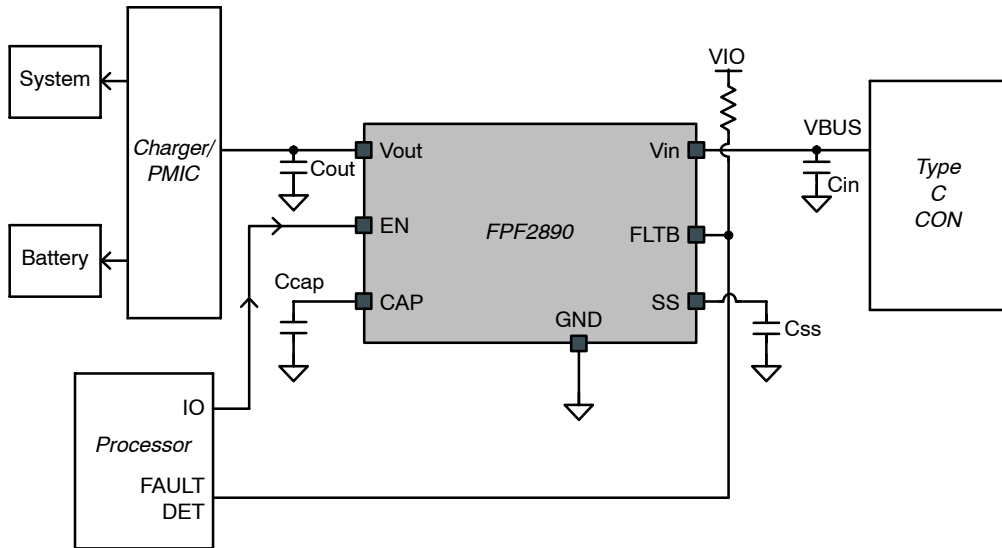 System
Battery
Charger/
PMIC
Cout
Vout
EN
CAP
Ccap
FPF2890
GND
Vin
FLTB
SS
VIO
VBUS
Cin
Css
Type
C
CON
IO
Processor
FAULT
DET